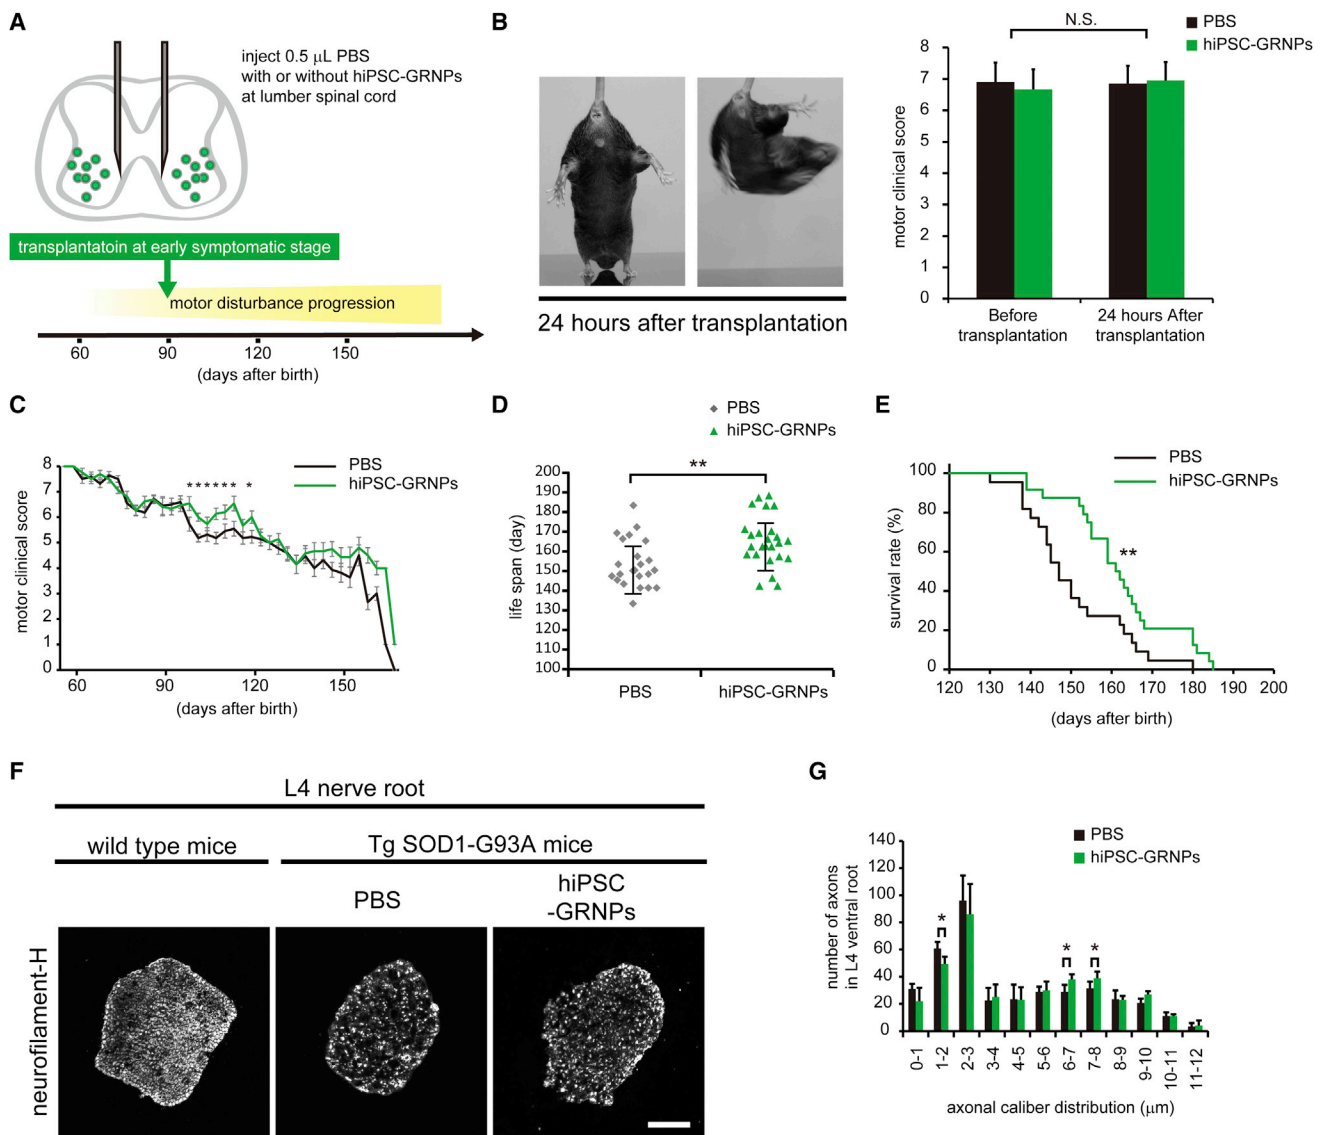 A
inject 0.5 μL PBS
with or without hiPSC-GRNPs
at lumber spinal cord
transplantatoin at early symptomatic stage
motor disturbance progression
60 90 120 150
(days after birth)
B
24 hours after transplantation
N.S.
PBS
hiPSC-GRNPs
motor clinical score
8
7
6
5
4
3
2
1
0
Before
transplantation
24 hours After
transplantation
C
PBS
hiPSC-GRNPs
motor clinical score
8
7
6
5
4
3
2
1
0
****** *
60 90 120 150
(days after birth)
D
PBS
hiPSC-GRNPs
**
life span (day)
200
190
180
170
160
150
140
130
120
110
100
PBS hiPSC-GRNPs
E
PBS
hiPSC-GRNPs
**
survival rate (%)
100
80
60
40
20
0
120 130 140 150 160 170 180 190 200
(days after birth)
F
L4 nerve root
wild type mice
Tg SOD1-G93A mice
PBS
hiPSC
-GRNPs
neurofilament-H
G
PBS
hiPSC-GRNPs
number of axons
in L4 ventral root
140
120
100
80
60
40
20
0
*
*
*
0-1 1-2 2-3 3-4 4-5 5-6 6-7 7-8 8-9 9-10 10-11 11-12
axonal caliber distribution (μm)